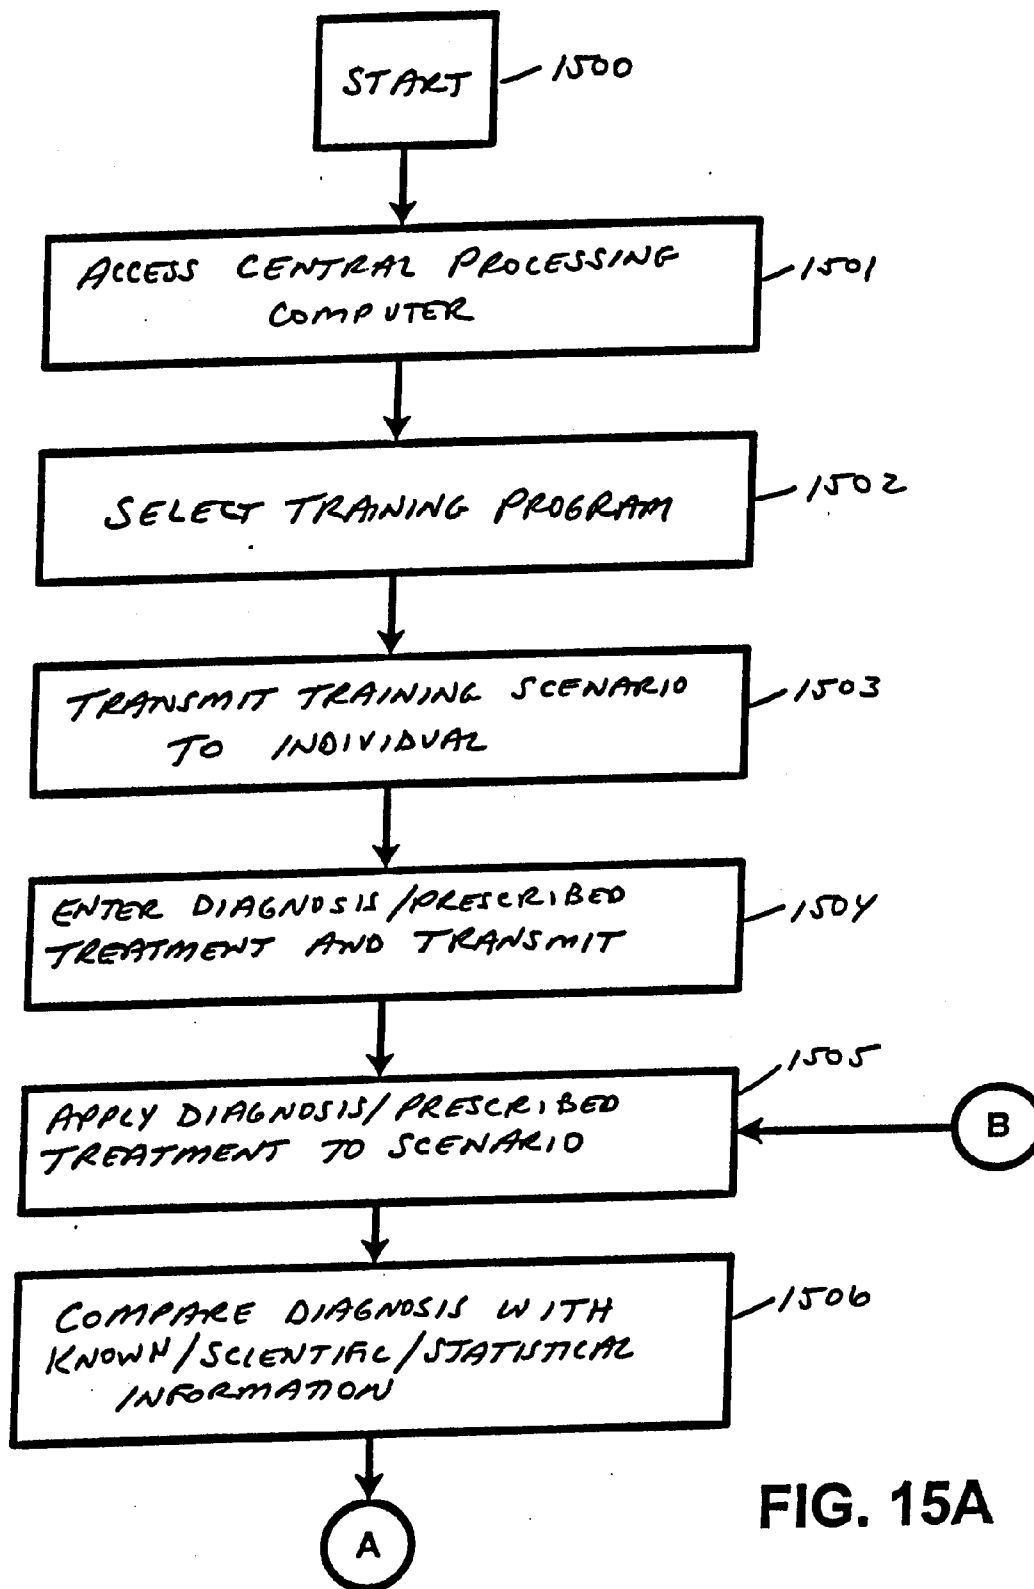 START
1500
ACCESS CENTRAL PROCESSING
COMPUTER
1501
SELECT TRAINING PROGRAM
1502
TRANSMIT TRAINING SCENARIO
TO INDIVIDUAL
1503
ENTER DIAGNOSIS/PRESCRIBED
TREATMENT AND TRANSMIT
1504
APPLY DIAGNOSIS/PRESCRIBED
TREATMENT TO SCENARIO
1505
B
COMPARE DIAGNOSIS WITH
KNOWN/SCIENTIFIC/STATISTICAL
INFORMATION
1506
A
FIG. 15A